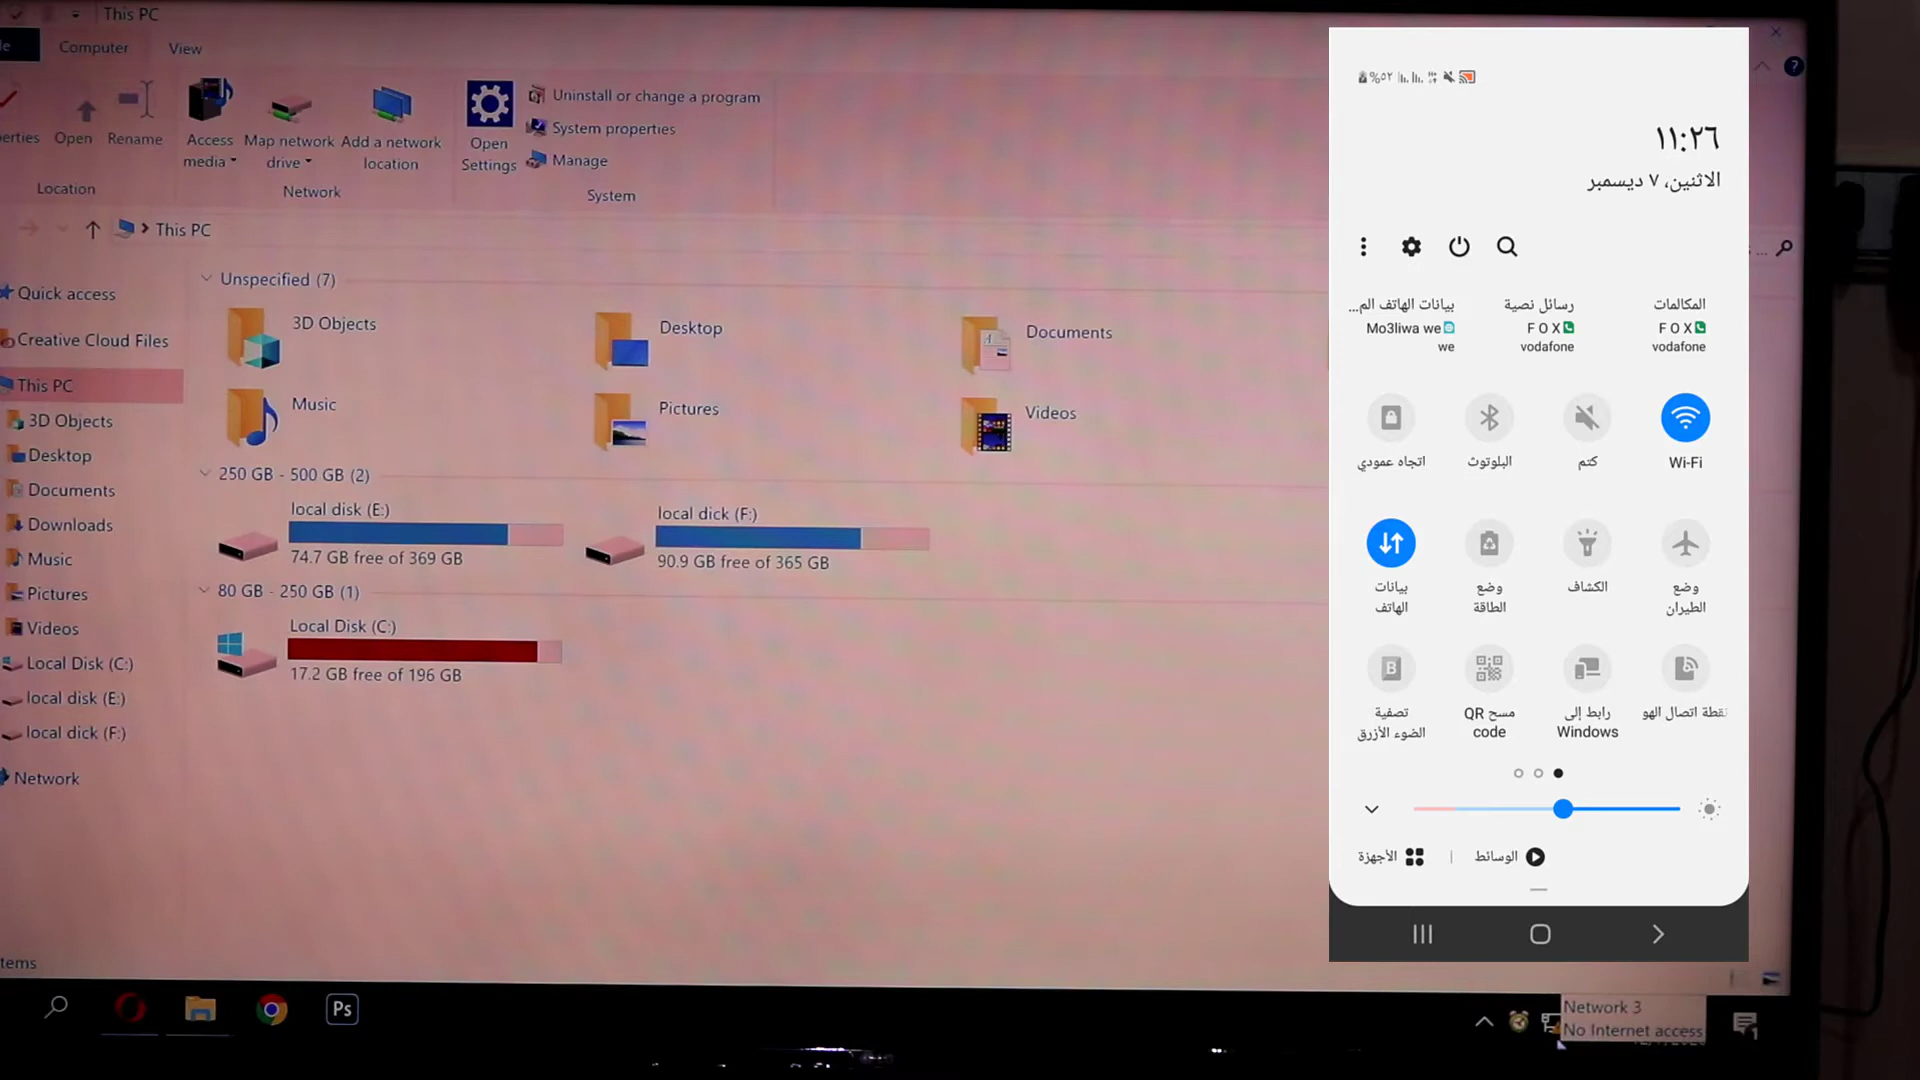 This PC
Computer
View
Open
Rename
Access
media
Map network
drive
Add a network
location
Open
Settings
Uninstall or change a program
System properties
Manage
Location
Network
System
This PC
Quick access
Creative Cloud Files
This PC
3D Objects
Desktop
Documents
Downloads
Music
Pictures
Videos
Local Disk (C:)
local disk (E:)
local dick (F:)
Network
Unspecified (7)
3D Objects
Desktop
Documents
Music
Pictures
Videos
250 GB - 500 GB (2)
local disk (E:)
74.7 GB free of 369 GB
local dick (F:)
90.9 GB free of 365 GB
80 GB - 250 GB (1)
Local Disk (C:)
17.2 GB free of 196 GB
Ps
Network 3
No Internet access
%٥٢
١١:٢٦
الاثنين، ٧ ديسمبر
المكالمات
F O X
vodafone
رسائل نصية
F O X
vodafone
بيانات الهاتف الم...
Mo3liwa we
we
Wi-Fi
كتم
البلوتوث
اتجاه عمودي
وضع
الطيران
الكشاف
وضع
الطاقة
بيانات
الهاتف
نقطة اتصال الهو
رابط إلى
Windows
مسح QR
code
B
تصفية
الضوء الأزرق
الوسائط
الأجهزة